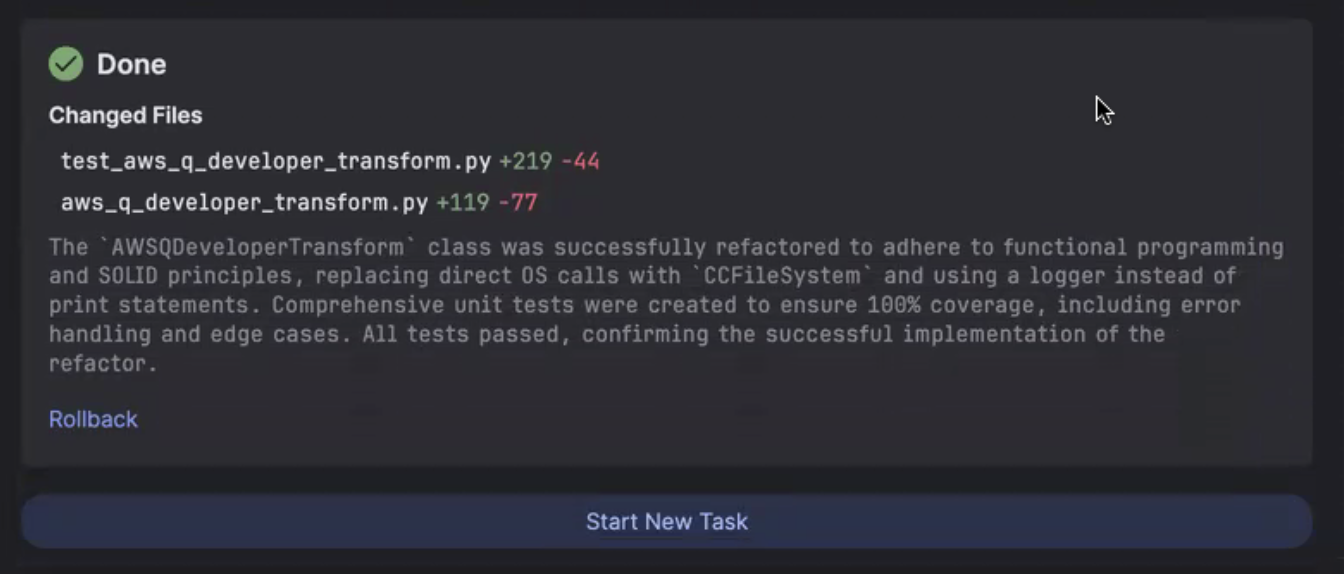 Done
Changed Files
test_aws_q_developer_transform.py +219 -44
aws_q_developer_transform.py +119 -77
The `AWSQDeveloperTransform` class was successfully refactored to adhere to functional programming
and SOLID principles, replacing direct OS calls with `CCFileSystem` and using a logger instead of
print statements. Comprehensive unit tests were created to ensure 100% coverage, including error
handling and edge cases. All tests passed, confirming the successful implementation of the
refactor.
Rollback
Start New Task